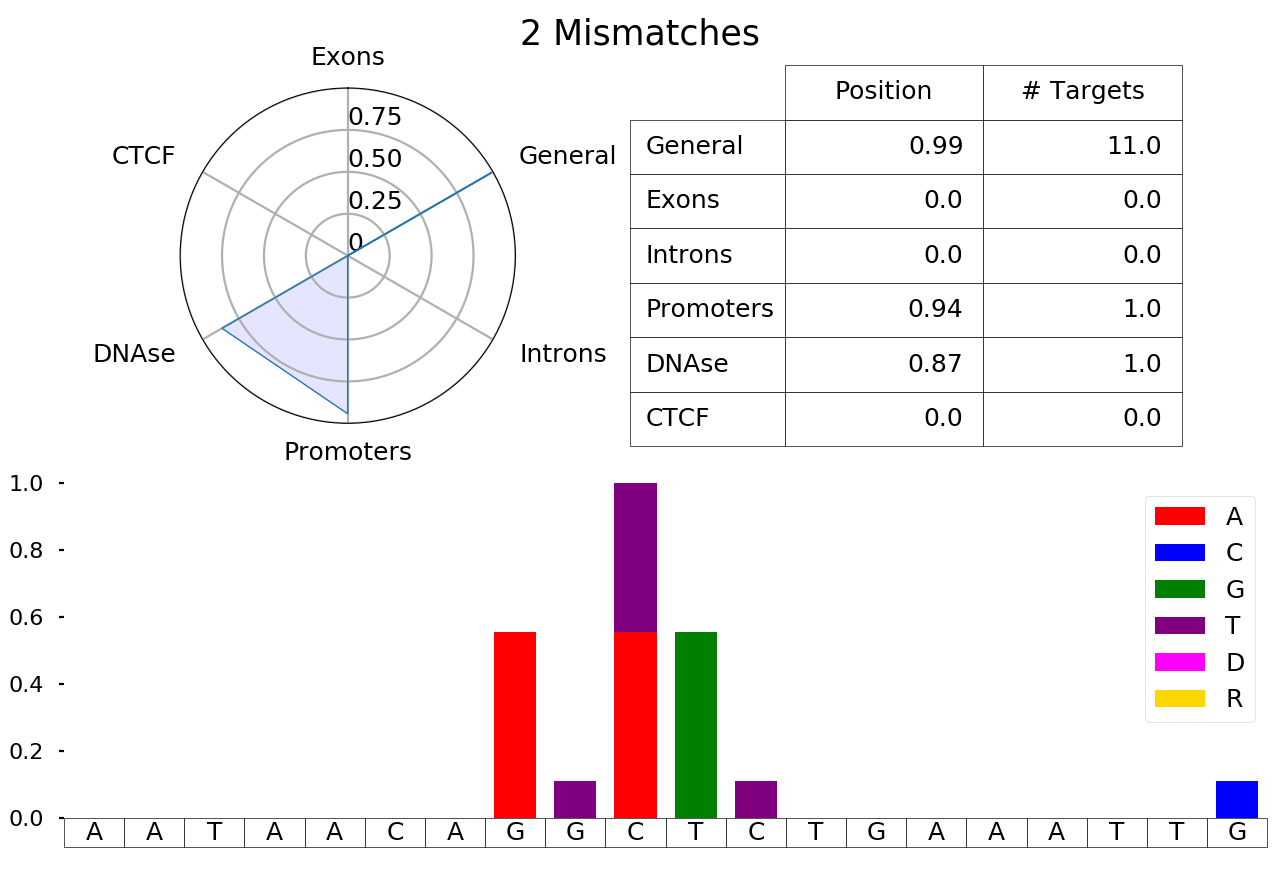 2 Mismatches
Exons
CTCF
General
DNAse
Introns
Promoters
0.75
0.50
0.25
0
Position # Targets
General 0.99 11.0
Exons 0.0 0.0
Introns 0.0 0.0
Promoters 0.94 1.0
DNAse 0.87 1.0
CTCF 0.0 0.0
1.0
0.8
0.6
0.4
0.2
0.0
A
C
G
T
D
R
A A T A A C A G G C T C T G A A A T T G